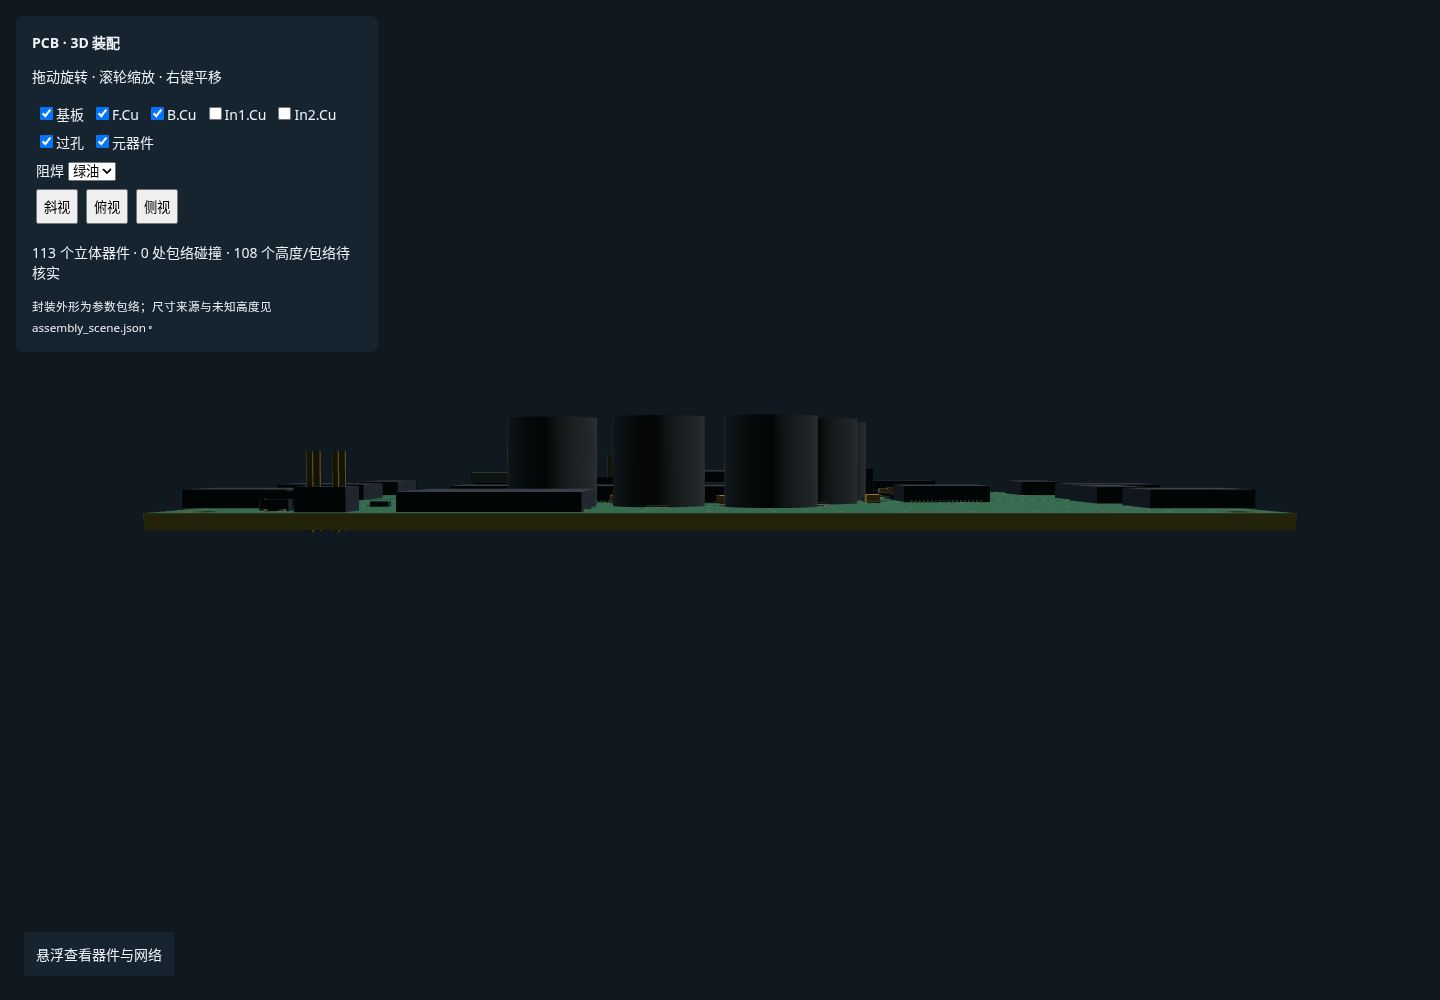 PCB · 3D 装配
拖动旋转 · 滚轮缩放 · 右键平移
基板 F.Cu B.Cu In1.Cu In2.Cu
过孔 元器件
阻焊 绿油
斜视 俯视 侧视
113 个立体器件 · 0 处包络碰撞 · 108 个高度/包络待
核实
封装外形为参数包络；尺寸来源与未知高度见
assembly_scene.json。
悬浮查看器件与网络